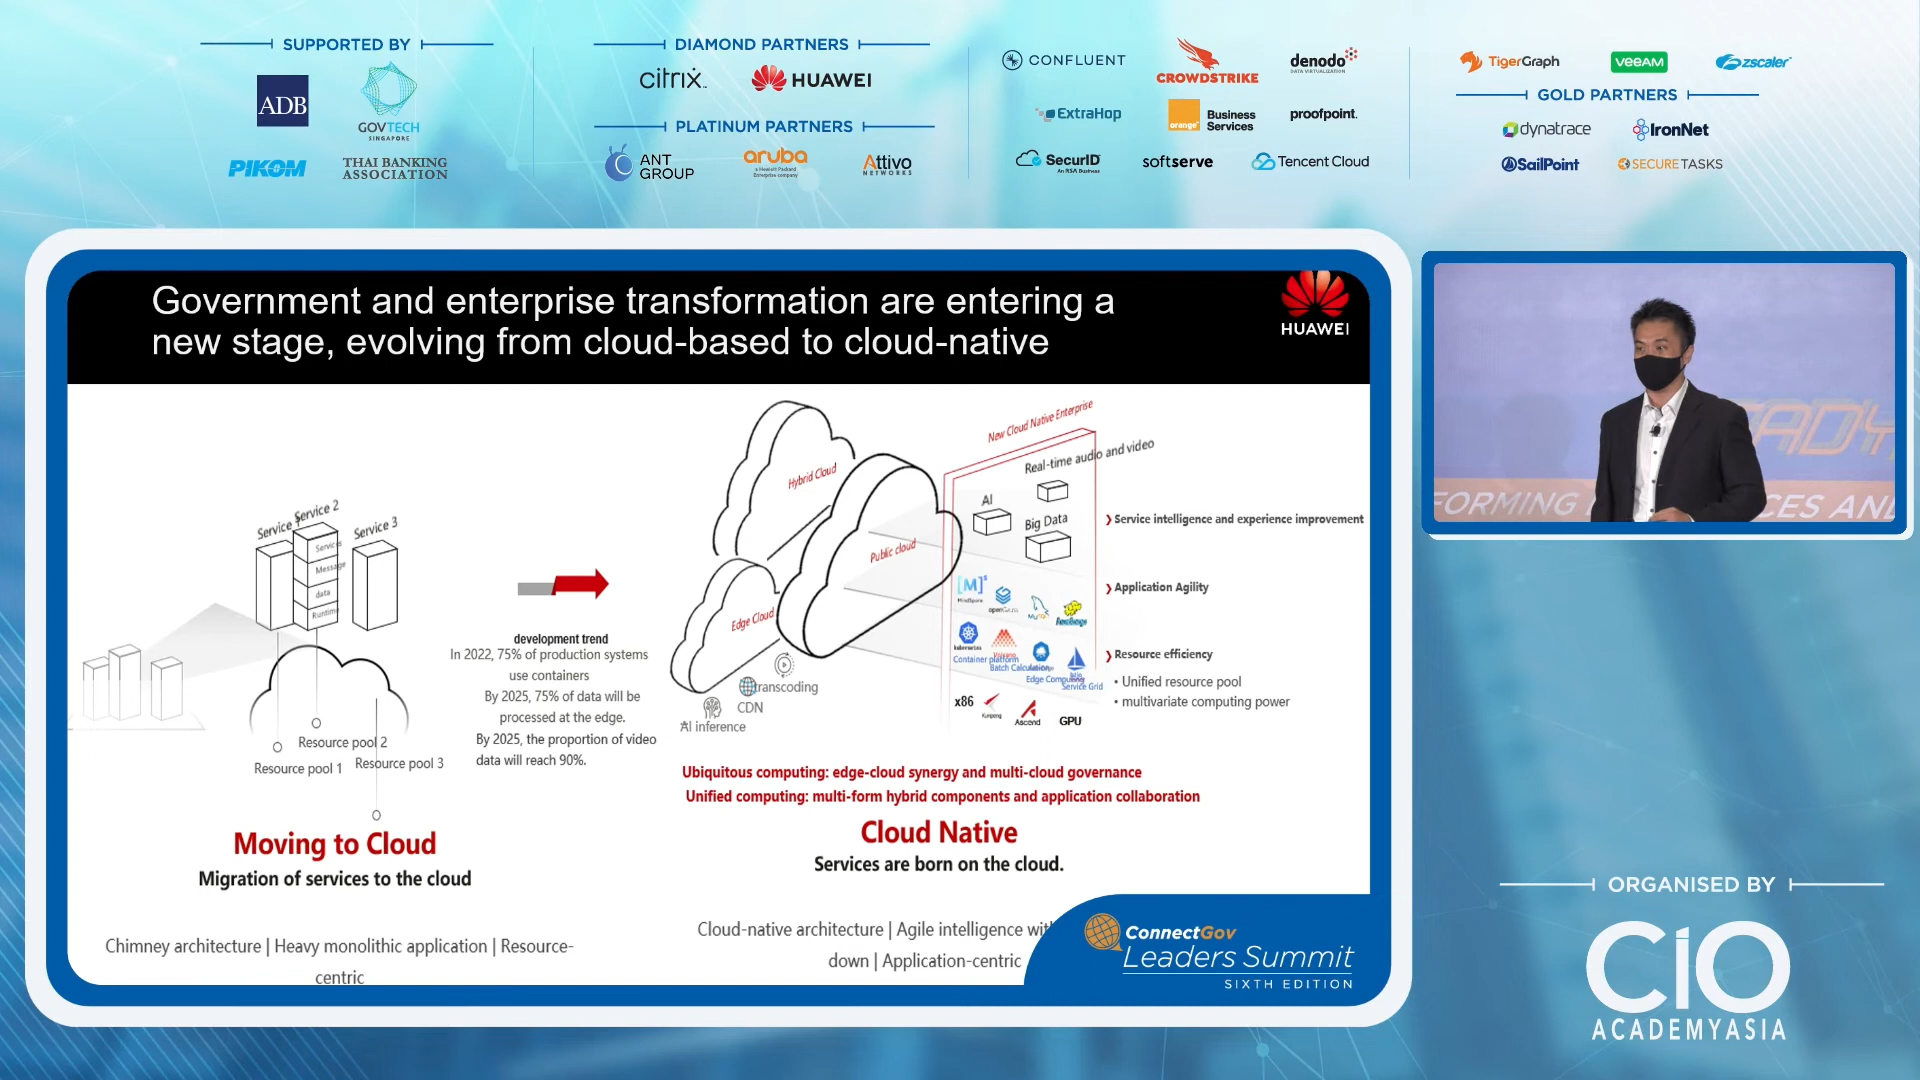 SUPPORTED BY
ADB
GOVTECH
SINGAPORE
PIKOM
THAI BANKING
ASSOCIATION
DIAMOND PARTNERS
citrix
HUAWEI
PLATINUM PARTNERS
ANT
GROUP
aruba
a Hewlett Packard
Enterprise company
Attivo
NETWORKS
CONFLUENT
CROWDSTRIKE
denodo
DATA VIRTUALIZATION
ExtraHop
orange
Business
Services
proofpoint.
SecurID
An RSA Business
softserve
Tencent Cloud
TigerGraph
VEEAM
zscaler
GOLD PARTNERS
dynatrace
IronNet
SailPoint
SECURETASKS
Government and enterprise transformation are entering a
new stage, evolving from cloud-based to cloud-native
HUAWEI
Service 1
Service 2
Service 3
Service
Message
data
Runtime
Resource pool 2
Resource pool 1
Resource pool 3
Moving to Cloud
Migration of services to the cloud
Chimney architecture | Heavy monolithic application | Resource-
centric
development trend
In 2022, 75% of production systems
use containers
By 2025, 75% of data will be
processed at the edge.
By 2025, the proportion of video
data will reach 90%.
Hybrid Cloud
Public cloud
Edge Cloud
transcoding
CDN
AI inference
New Cloud Native Enterprise
Real-time audio and video
AI
Big Data
[M]s
MindSpore
MySQL
kubernetes
Volcano
Container platform
Batch Calculation
Edge Computing
Istio
Service Grid
x86
Kunpeng
Ascend
GPU
Service intelligence and experience improvement
Application Agility
Resource efficiency
• Unified resource pool
• multivariate computing power
Ubiquitous computing: edge-cloud synergy and multi-cloud governance
Unified computing: multi-form hybrid components and application collaboration
Cloud Native
Services are born on the cloud.
Cloud-native architecture | Agile intelligence
down | Application-centric
ConnectGov
Leaders Summit
SIXTH EDITION
ADY
FORMING
CES AN
ORGANISED BY
CIO
ACADEMYASIA